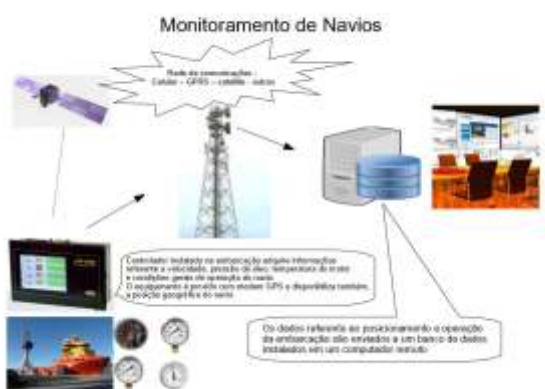 Monitoramento de Navios
Rede de comunicações :
Celular - GPRS - satélite - outros
Controlador instalado na embarcação adquire informações
referente a velocidade, pressão do óleo, temperatura do motor
e condições gerais de operação do navio.
O equipamento é provido com modem GPS e disponibiliza também,
a posição geográfica do navio
Os dados referente ao posicionamento e operação
da embarcação são enviados a um banco de dados
instalados em um computador remoto